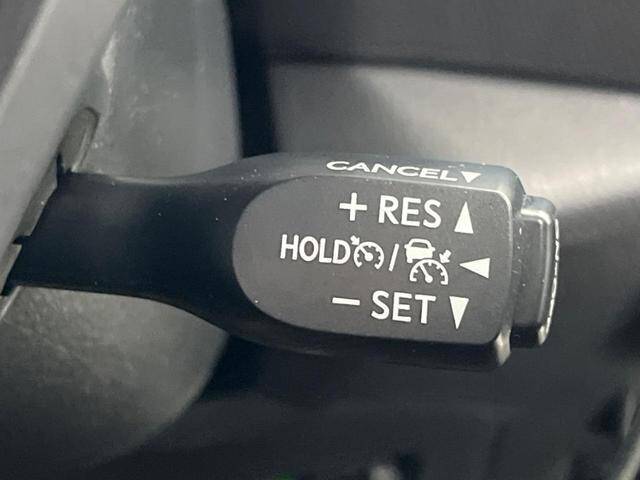 CANCEL▼
+ RES ▲
HOLD / ◀
− SET ▼